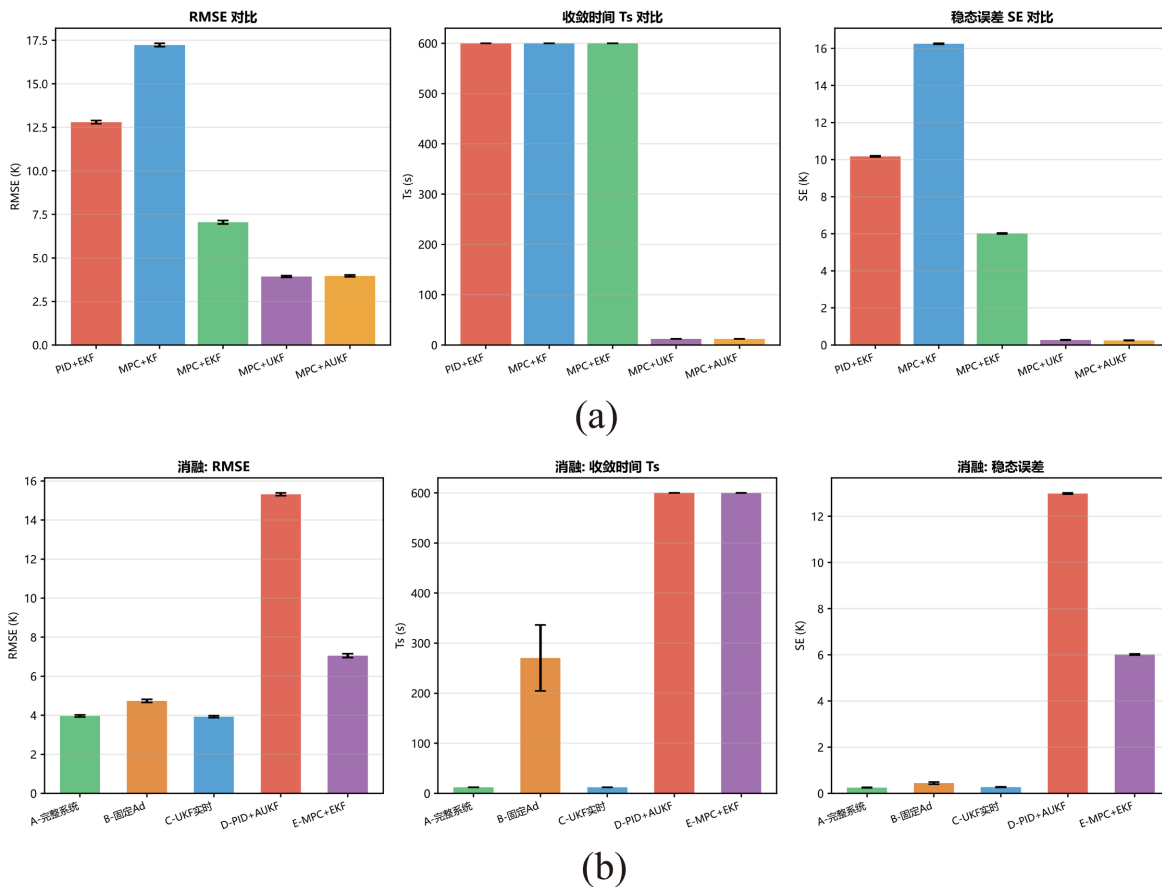 RMSE 对比
RMSE (K)
17.5
15.0
12.5
10.0
7.5
5.0
2.5
0.0
PID+EKF
MPC+KF
MPC+EKF
MPC+UKF
MPC+AUKF
收敛时间 Ts 对比
Ts (s)
600
500
400
300
200
100
0
PID+EKF
MPC+KF
MPC+EKF
MPC+UKF
MPC+AUKF
稳态误差 SE 对比
SE (K)
16
14
12
10
8
6
4
2
0
PID+EKF
MPC+KF
MPC+EKF
MPC+UKF
MPC+AUKF
(a)
消融: RMSE
RMSE (K)
16
14
12
10
8
6
4
2
0
A-完整系统
B-固定Ad
C-UKF实时
D-PID+AUKF
E-MPC+EKF
消融: 收敛时间 Ts
Ts (s)
600
500
400
300
200
100
0
A-完整系统
B-固定Ad
C-UKF实时
D-PID+AUKF
E-MPC+EKF
消融: 稳态误差
SE (K)
12
10
8
6
4
2
0
A-完整系统
B-固定Ad
C-UKF实时
D-PID+AUKF
E-MPC+EKF
(b)